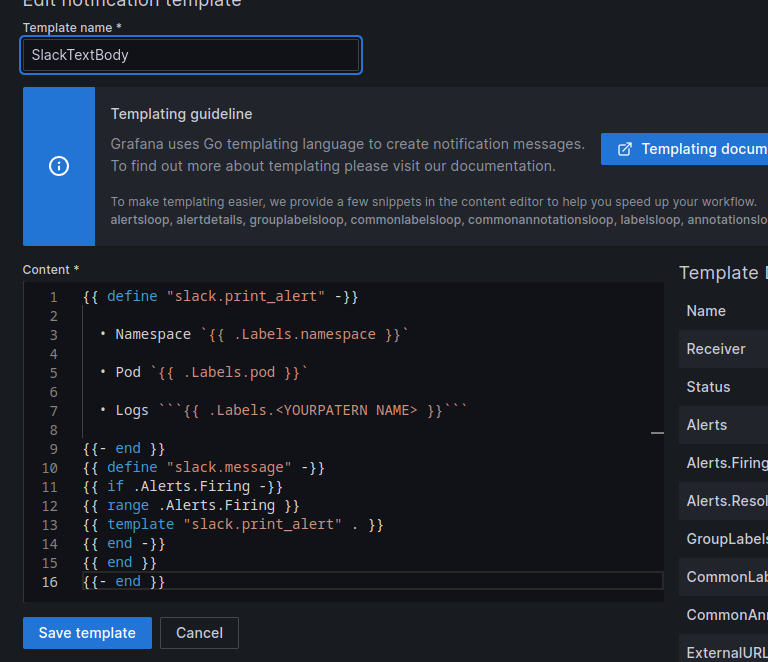 Edit notification template
Template name *
SlackTextBody
Templating guideline
Grafana uses Go templating language to create notification messages.
To find out more about templating please visit our documentation.
Templating docum
To make templating easier, we provide a few snippets in the content editor to help you speed up your workflow.
alertsloop, alertdetails, grouplabelsloop, commonlabelsloop, commonannotationsloop, labelsloop, annotationslo
Content *
1 {{ define "slack.print_alert" -}}
2
3 • Namespace `{{ .Labels.namespace }}`
4
5 • Pod `{{ .Labels.pod }}`
6
7 • Logs ```{{ .Labels.<YOURPATERN NAME> }}```
8
9 {{- end }}
10 {{ define "slack.message" -}}
11 {{ if .Alerts.Firing -}}
12 {{ range .Alerts.Firing }}
13 {{ template "slack.print_alert" . }}
14 {{ end -}}
15 {{ end }}
16 {{- end }}
Template
Name
Receiver
Status
Alerts
Alerts.Firing
Alerts.Resol
GroupLabels
CommonLab
CommonAnn
ExternalURL
Save template
Cancel